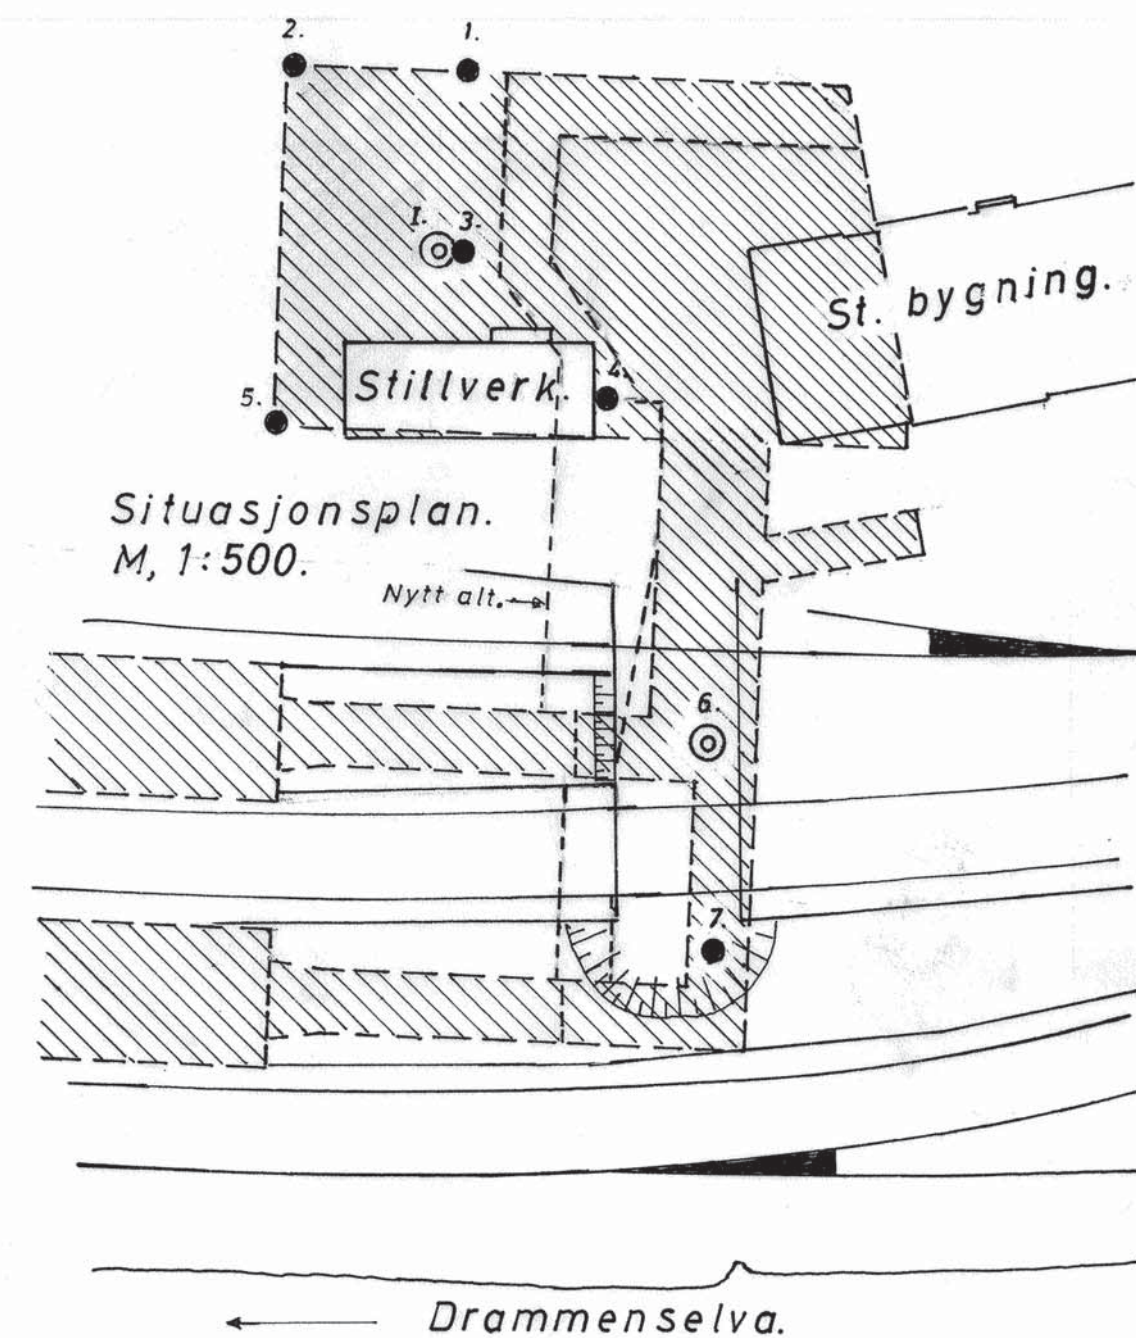 2.
1.
I.
3.
St. bygning.
Stillverk.
4.
5.
Situasjonsplan.
M, 1:500.
Nytt alt.
6.
7.
Drammenselva.